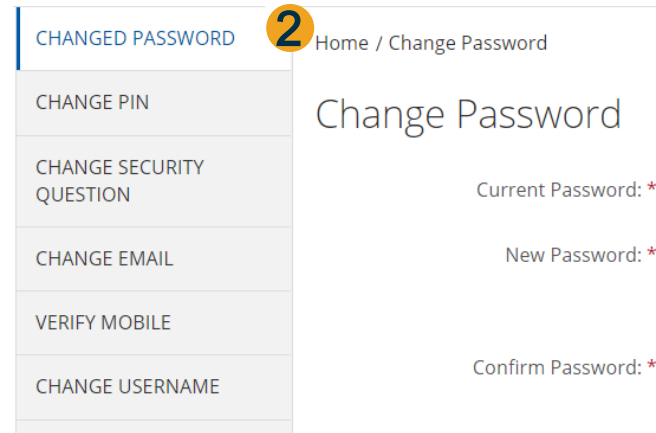 CHANGED PASSWORD
CHANGE PIN
CHANGE SECURITY
QUESTION
CHANGE EMAIL
VERIFY MOBILE
CHANGE USERNAME
2
Home / Change Password
Change Password
Current Password: *
New Password: *
Confirm Password: *